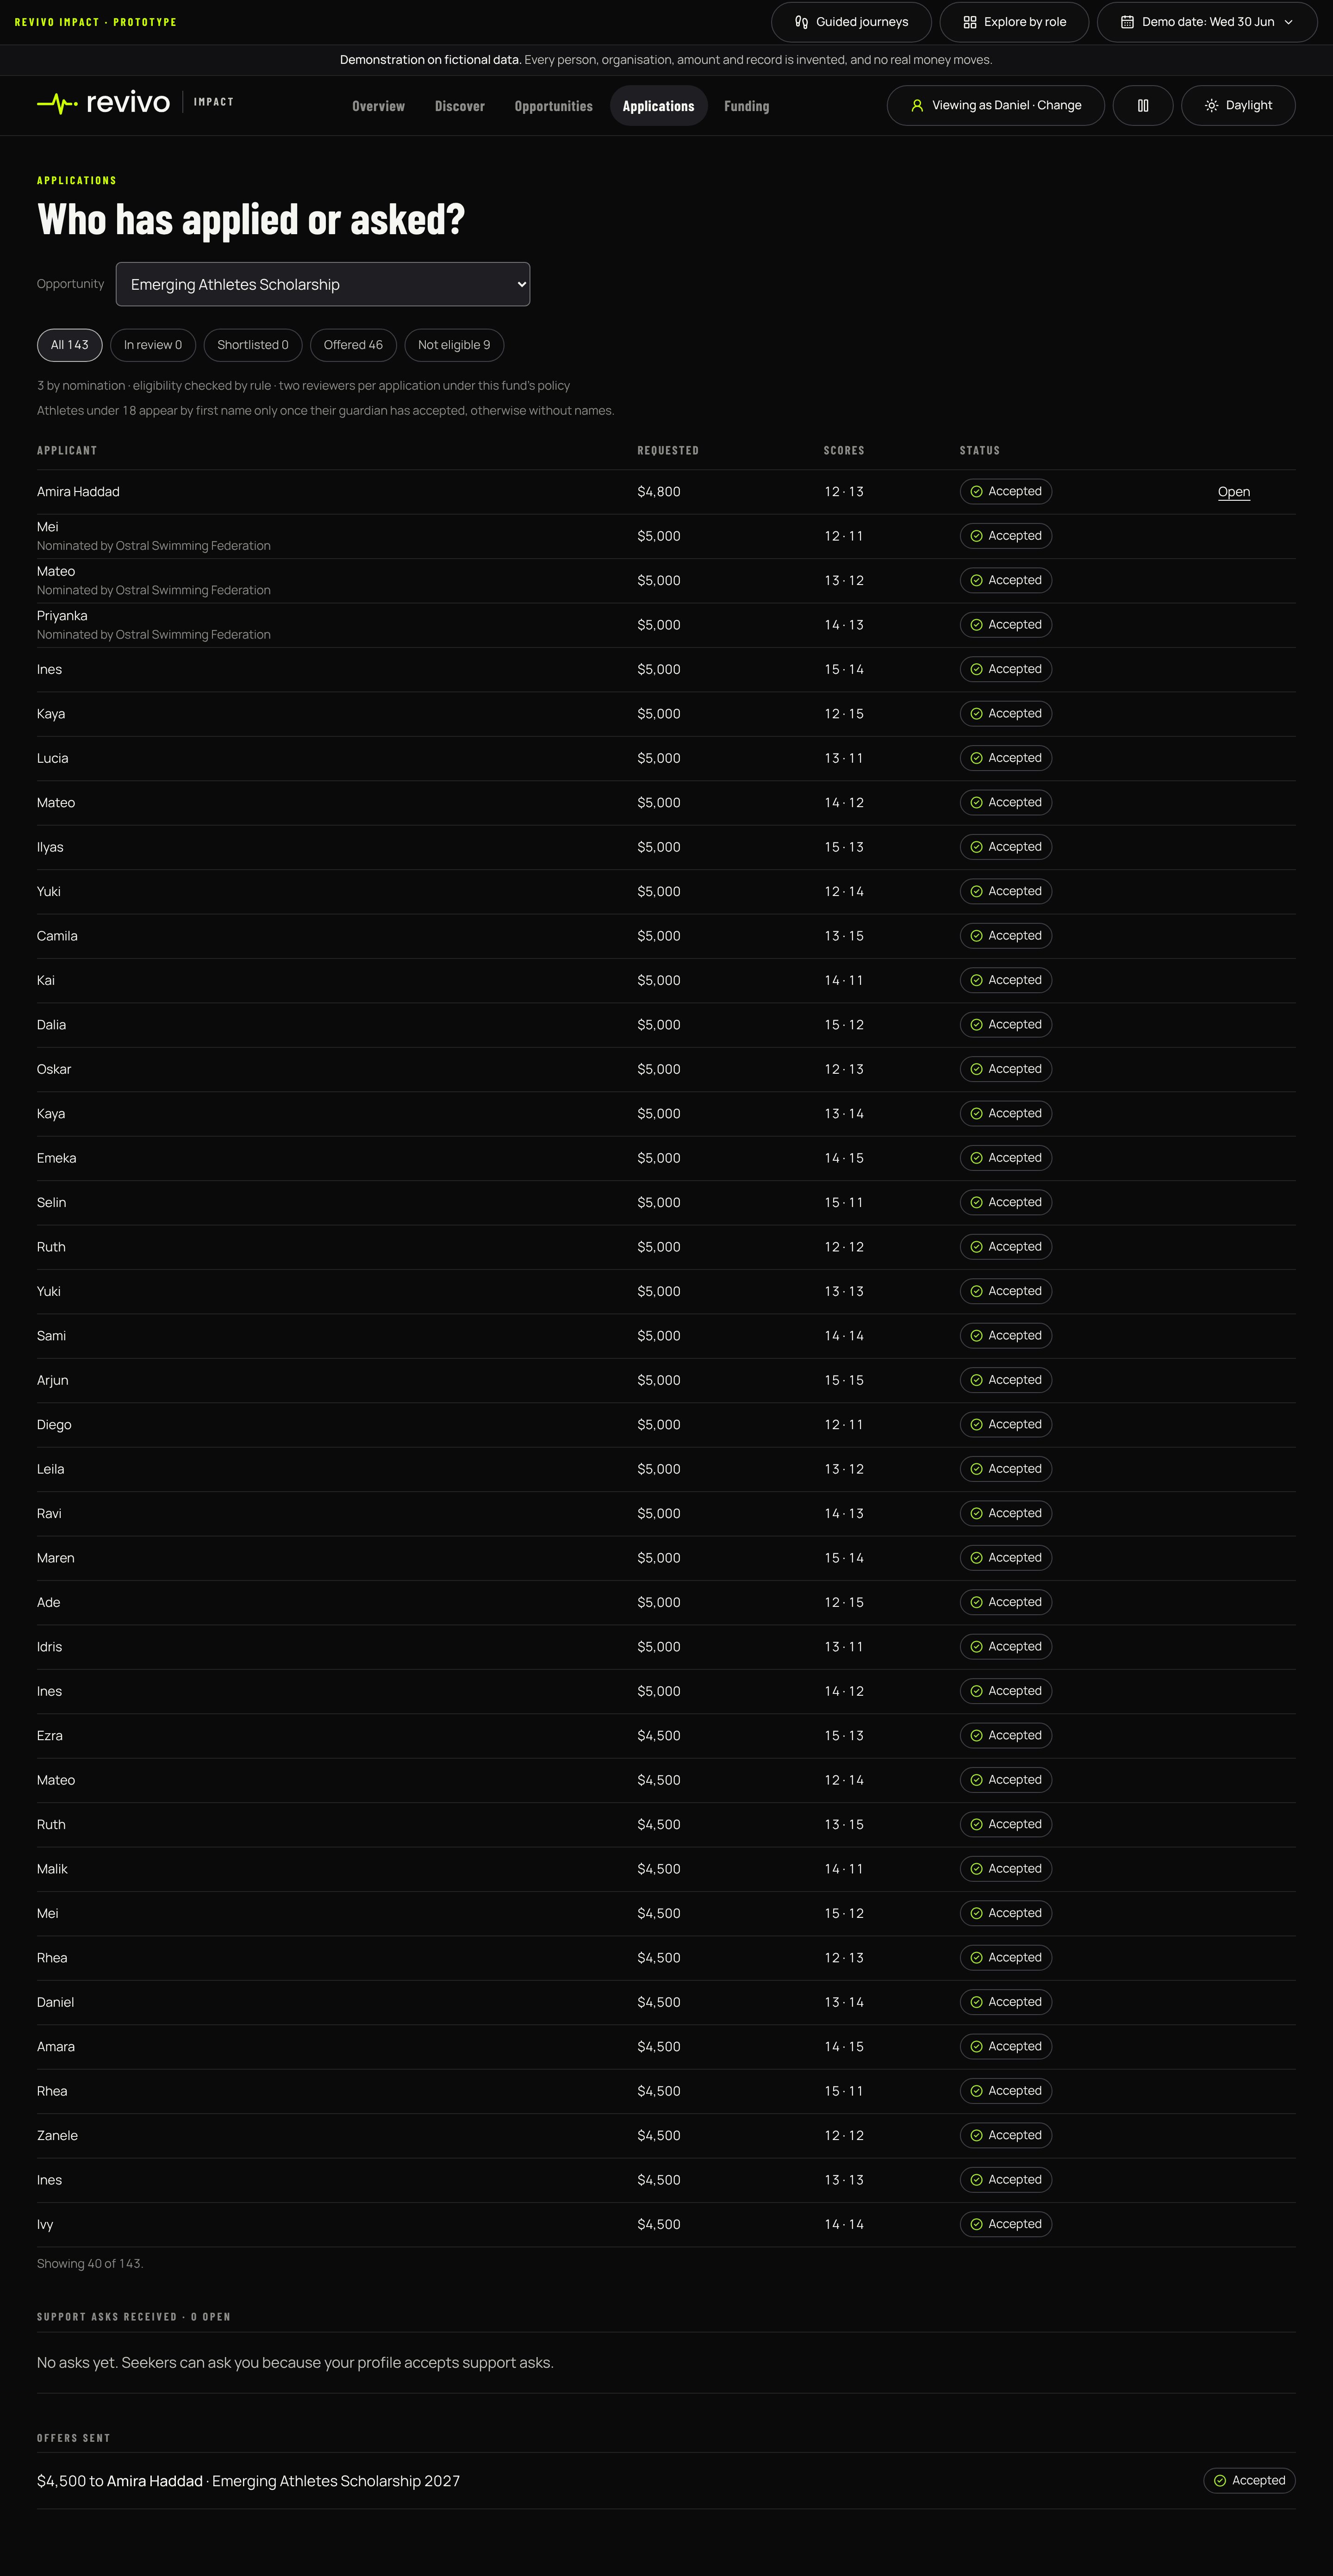 REVIVO IMPACT · PROTOTYPE
Guided journeys
Explore by role
Demo date: Wed 30 Jun
Demonstration on fictional data. Every person, organisation, amount and record is invented, and no real money moves.
revivo IMPACT
Overview
Discover
Opportunities
Applications
Funding
Viewing as Daniel · Change
Daylight
APPLICATIONS
Who has applied or asked?
Opportunity
Emerging Athletes Scholarship
All 143
In review 0
Shortlisted 0
Offered 46
Not eligible 9
3 by nomination · eligibility checked by rule · two reviewers per application under this fund's policy
Athletes under 18 appear by first name only once their guardian has accepted, otherwise without names.
APPLICANT REQUESTED SCORES STATUS
Amira Haddad $4,800 12 · 13 Accepted Open
Mei
Nominated by Ostral Swimming Federation
$5,000 12 · 11 Accepted
Mateo
Nominated by Ostral Swimming Federation
$5,000 13 · 12 Accepted
Priyanka
Nominated by Ostral Swimming Federation
$5,000 14 · 13 Accepted
Ines $5,000 15 · 14 Accepted
Kaya $5,000 12 · 15 Accepted
Lucia $5,000 13 · 11 Accepted
Mateo $5,000 14 · 12 Accepted
Ilyas $5,000 15 · 13 Accepted
Yuki $5,000 12 · 14 Accepted
Camila $5,000 13 · 15 Accepted
Kai $5,000 14 · 11 Accepted
Dalia $5,000 15 · 12 Accepted
Oskar $5,000 12 · 13 Accepted
Kaya $5,000 13 · 14 Accepted
Emeka $5,000 14 · 15 Accepted
Selin $5,000 15 · 11 Accepted
Ruth $5,000 12 · 12 Accepted
Yuki $5,000 13 · 13 Accepted
Sami $5,000 14 · 14 Accepted
Arjun $5,000 15 · 15 Accepted
Diego $5,000 12 · 11 Accepted
Leila $5,000 13 · 12 Accepted
Ravi $5,000 14 · 13 Accepted
Maren $5,000 15 · 14 Accepted
Ade $5,000 12 · 15 Accepted
Idris $5,000 13 · 11 Accepted
Ines $5,000 14 · 12 Accepted
Ezra $4,500 15 · 13 Accepted
Mateo $4,500 12 · 14 Accepted
Ruth $4,500 13 · 15 Accepted
Malik $4,500 14 · 11 Accepted
Mei $4,500 15 · 12 Accepted
Rhea $4,500 12 · 13 Accepted
Daniel $4,500 13 · 14 Accepted
Amara $4,500 14 · 15 Accepted
Rhea $4,500 15 · 11 Accepted
Zanele $4,500 12 · 12 Accepted
Ines $4,500 13 · 13 Accepted
Ivy $4,500 14 · 14 Accepted
Showing 40 of 143.
SUPPORT ASKS RECEIVED · 0 OPEN
No asks yet. Seekers can ask you because your profile accepts support asks.
OFFERS SENT
$4,500 to Amira Haddad · Emerging Athletes Scholarship 2027 Accepted